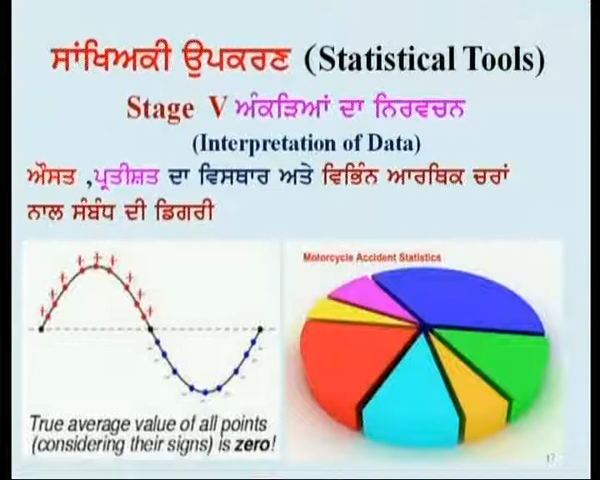 ਸਾਂਖਿਅਕੀ ਉਪਕਰਣ (Statistical Tools)
Stage V ਅੰਕੜਿਆਂ ਦਾ ਨਿਰਵਚਨ
(Interpretation of Data)
ਔਸਤ ,ਪ੍ਰਤੀਸ਼ਤ ਦਾ ਵਿਸਥਾਰ ਅਤੇ ਵਿਭਿੰਨ ਆਰਥਿਕ ਚਰਾਂ
ਨਾਲ ਸੰਬੰਧ ਦੀ ਡਿਗਰੀ
Motorcycle Accident Statistics
True average value of all points
(considering their signs) is zero!
17